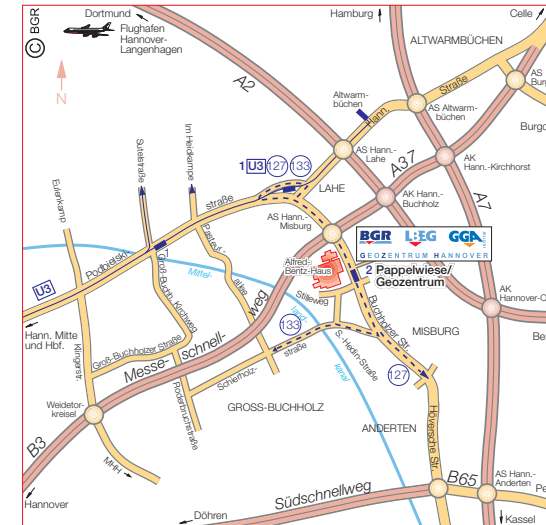 © BGR
Dortmund
Flughafen
Hannover-
Langenhagen
N
Hamburg
Celle
ALTWARMBÜCHEN
A2
Altwarm-
büchen
Hann.
Straße
AS Altwarm-
büchen
AS
Burg
AS Hann.-
Lahe
A37
AK
Hann.-Kirchhorst
A7
1 U3 127 133
LAHE
AK Hann.-
Buchholz
Sutelstraße
Im Heidkampe
Eulenkamp
straße
Podbielski
Pasteur-
allee
AS Hann.-
Misburg
BGR LBEG GGA
GEOZENTRUM HANNOVER
Alfred-
Bentz-Haus
2 Pappelwiese/
Geozentrum
U3
Mittel-
land-
kanal
Groß-Buchh. Kirchweg
Stilleweg
Buchholzer Str.
AK
Hannover-O
133
MISBURG
Hann. Mitte
und Hbf.
Groß-Buchholzer Straße
Klingerstr.
Messe-
schnell-
weg
Schierholz-
straße
S.-Hedin-Straße
127
Roderbruchstraße
Weidetor-
kreisel
GROSS-BUCHHOLZ
ANDERTEN
Höversche Str.
B3
MHH
B65
AS Hann.-
Anderten
Pe
Hannover
Südschnellweg
Döhren
Kassel